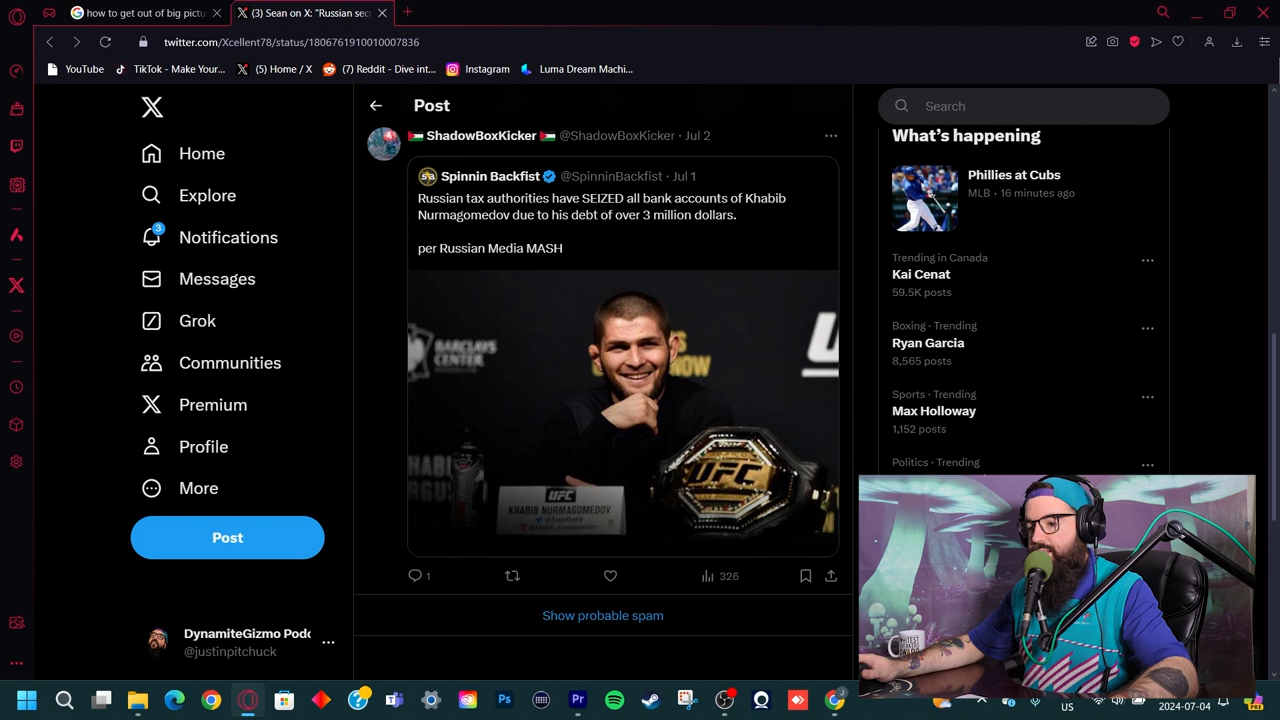 how to get out of big pictu
(3) Sean on X: "Russian sec
twitter.com/Xcellent78/status/1806761910010007836
YouTube
TikTok - Make Your...
(5) Home / X
(7) Reddit - Dive int...
Instagram
Luma Dream Machi...
Home
Explore
3
Notifications
Messages
Grok
Communities
Premium
Profile
More
Post
DynamiteGizmo Podc
@justinpitchuck
Post
ShadowBoxKicker @ShadowBoxKicker · Jul 2
Spinnin Backfist @SpinninBackfist · Jul 1
Russian tax authorities have SEIZED all bank accounts of Khabib
Nurmagomedov due to his debt of over 3 million dollars.
per Russian Media MASH
BARCLAYS
CENTER
NOW
UFC
UFC
KHABIB NURMAGOMEDOV
1
326
Show probable spam
Search
What's happening
Phillies at Cubs
MLB · 16 minutes ago
Trending in Canada
Kai Cenat
59.5K posts
Boxing · Trending
Ryan Garcia
8,565 posts
Sports · Trending
Max Holloway
1,152 posts
Politics · Trending
US
2024-07-04